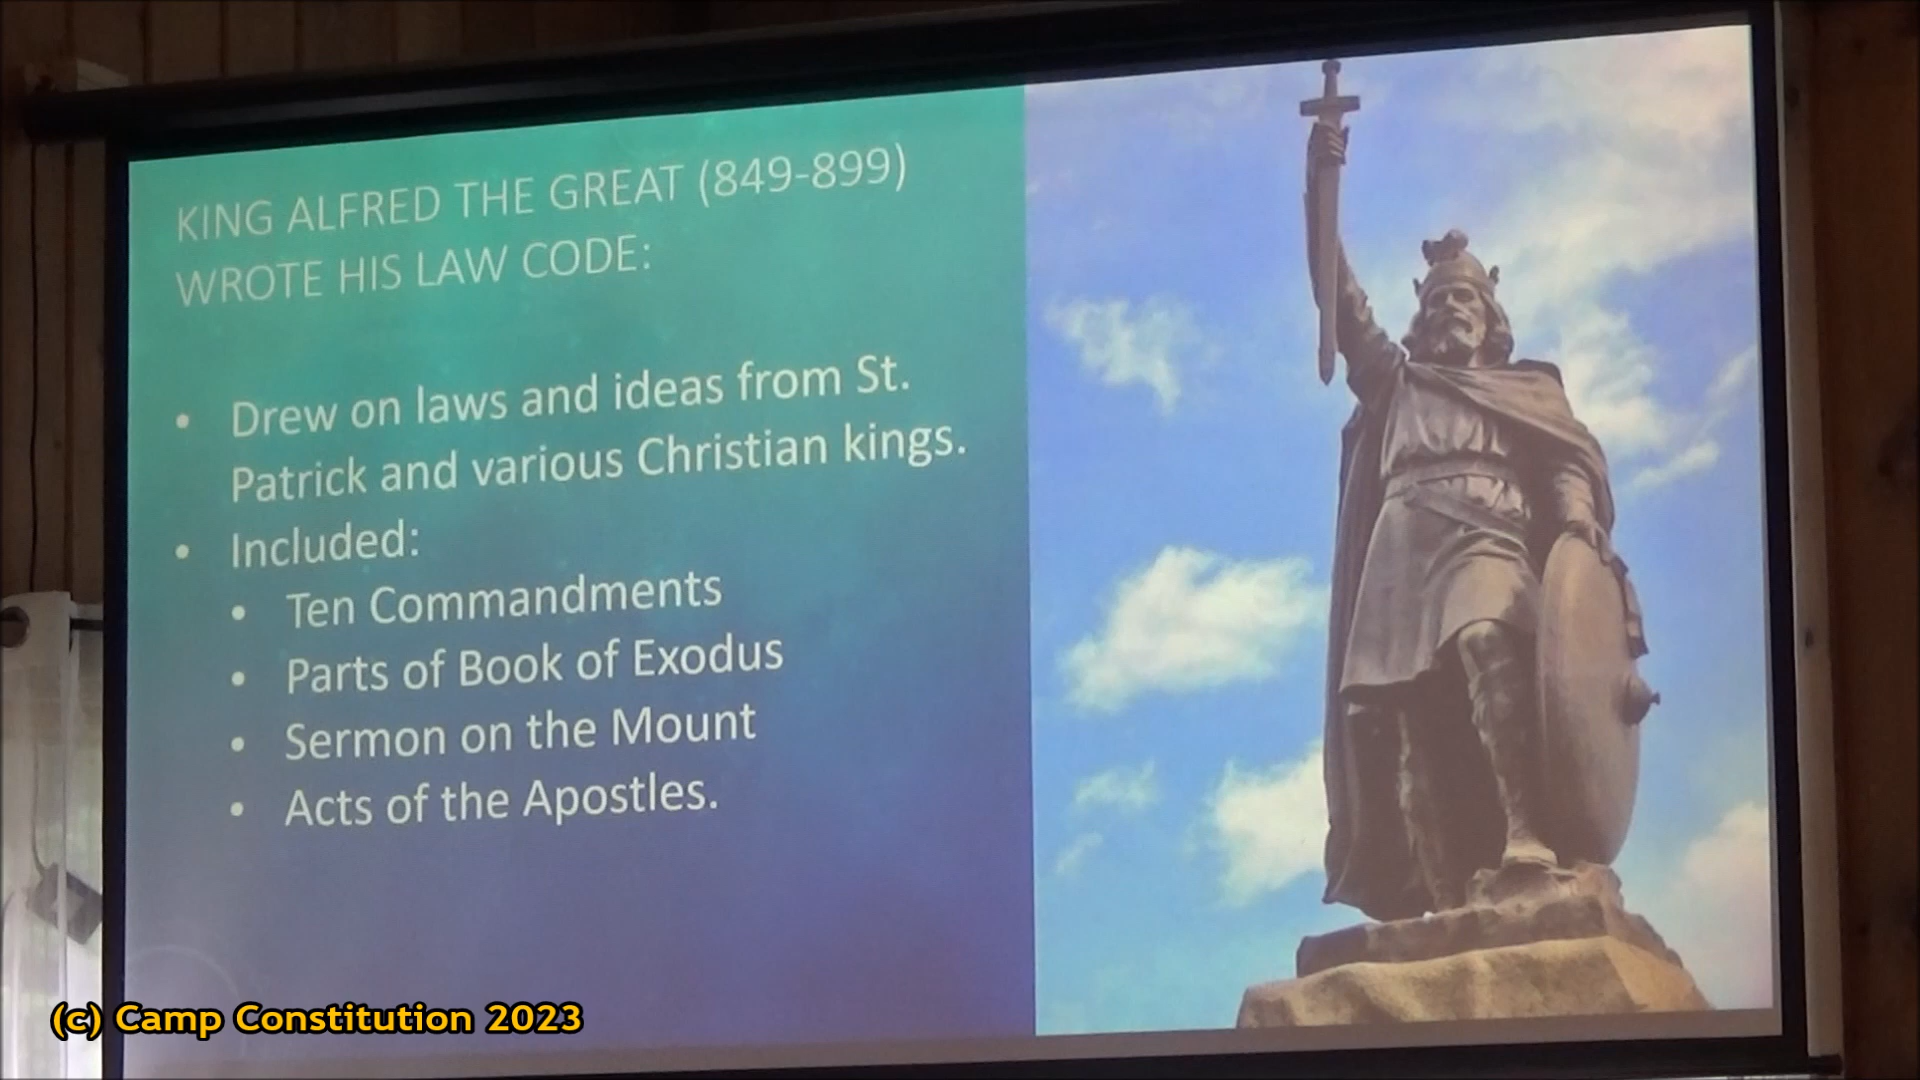 KING ALFRED THE GREAT (849-899)
WROTE HIS LAW CODE:
• Drew on laws and ideas from St.
Patrick and various Christian kings.
• Included:
• Ten Commandments
• Parts of Book of Exodus
• Sermon on the Mount
• Acts of the Apostles.
(c) Camp Constitution 2023